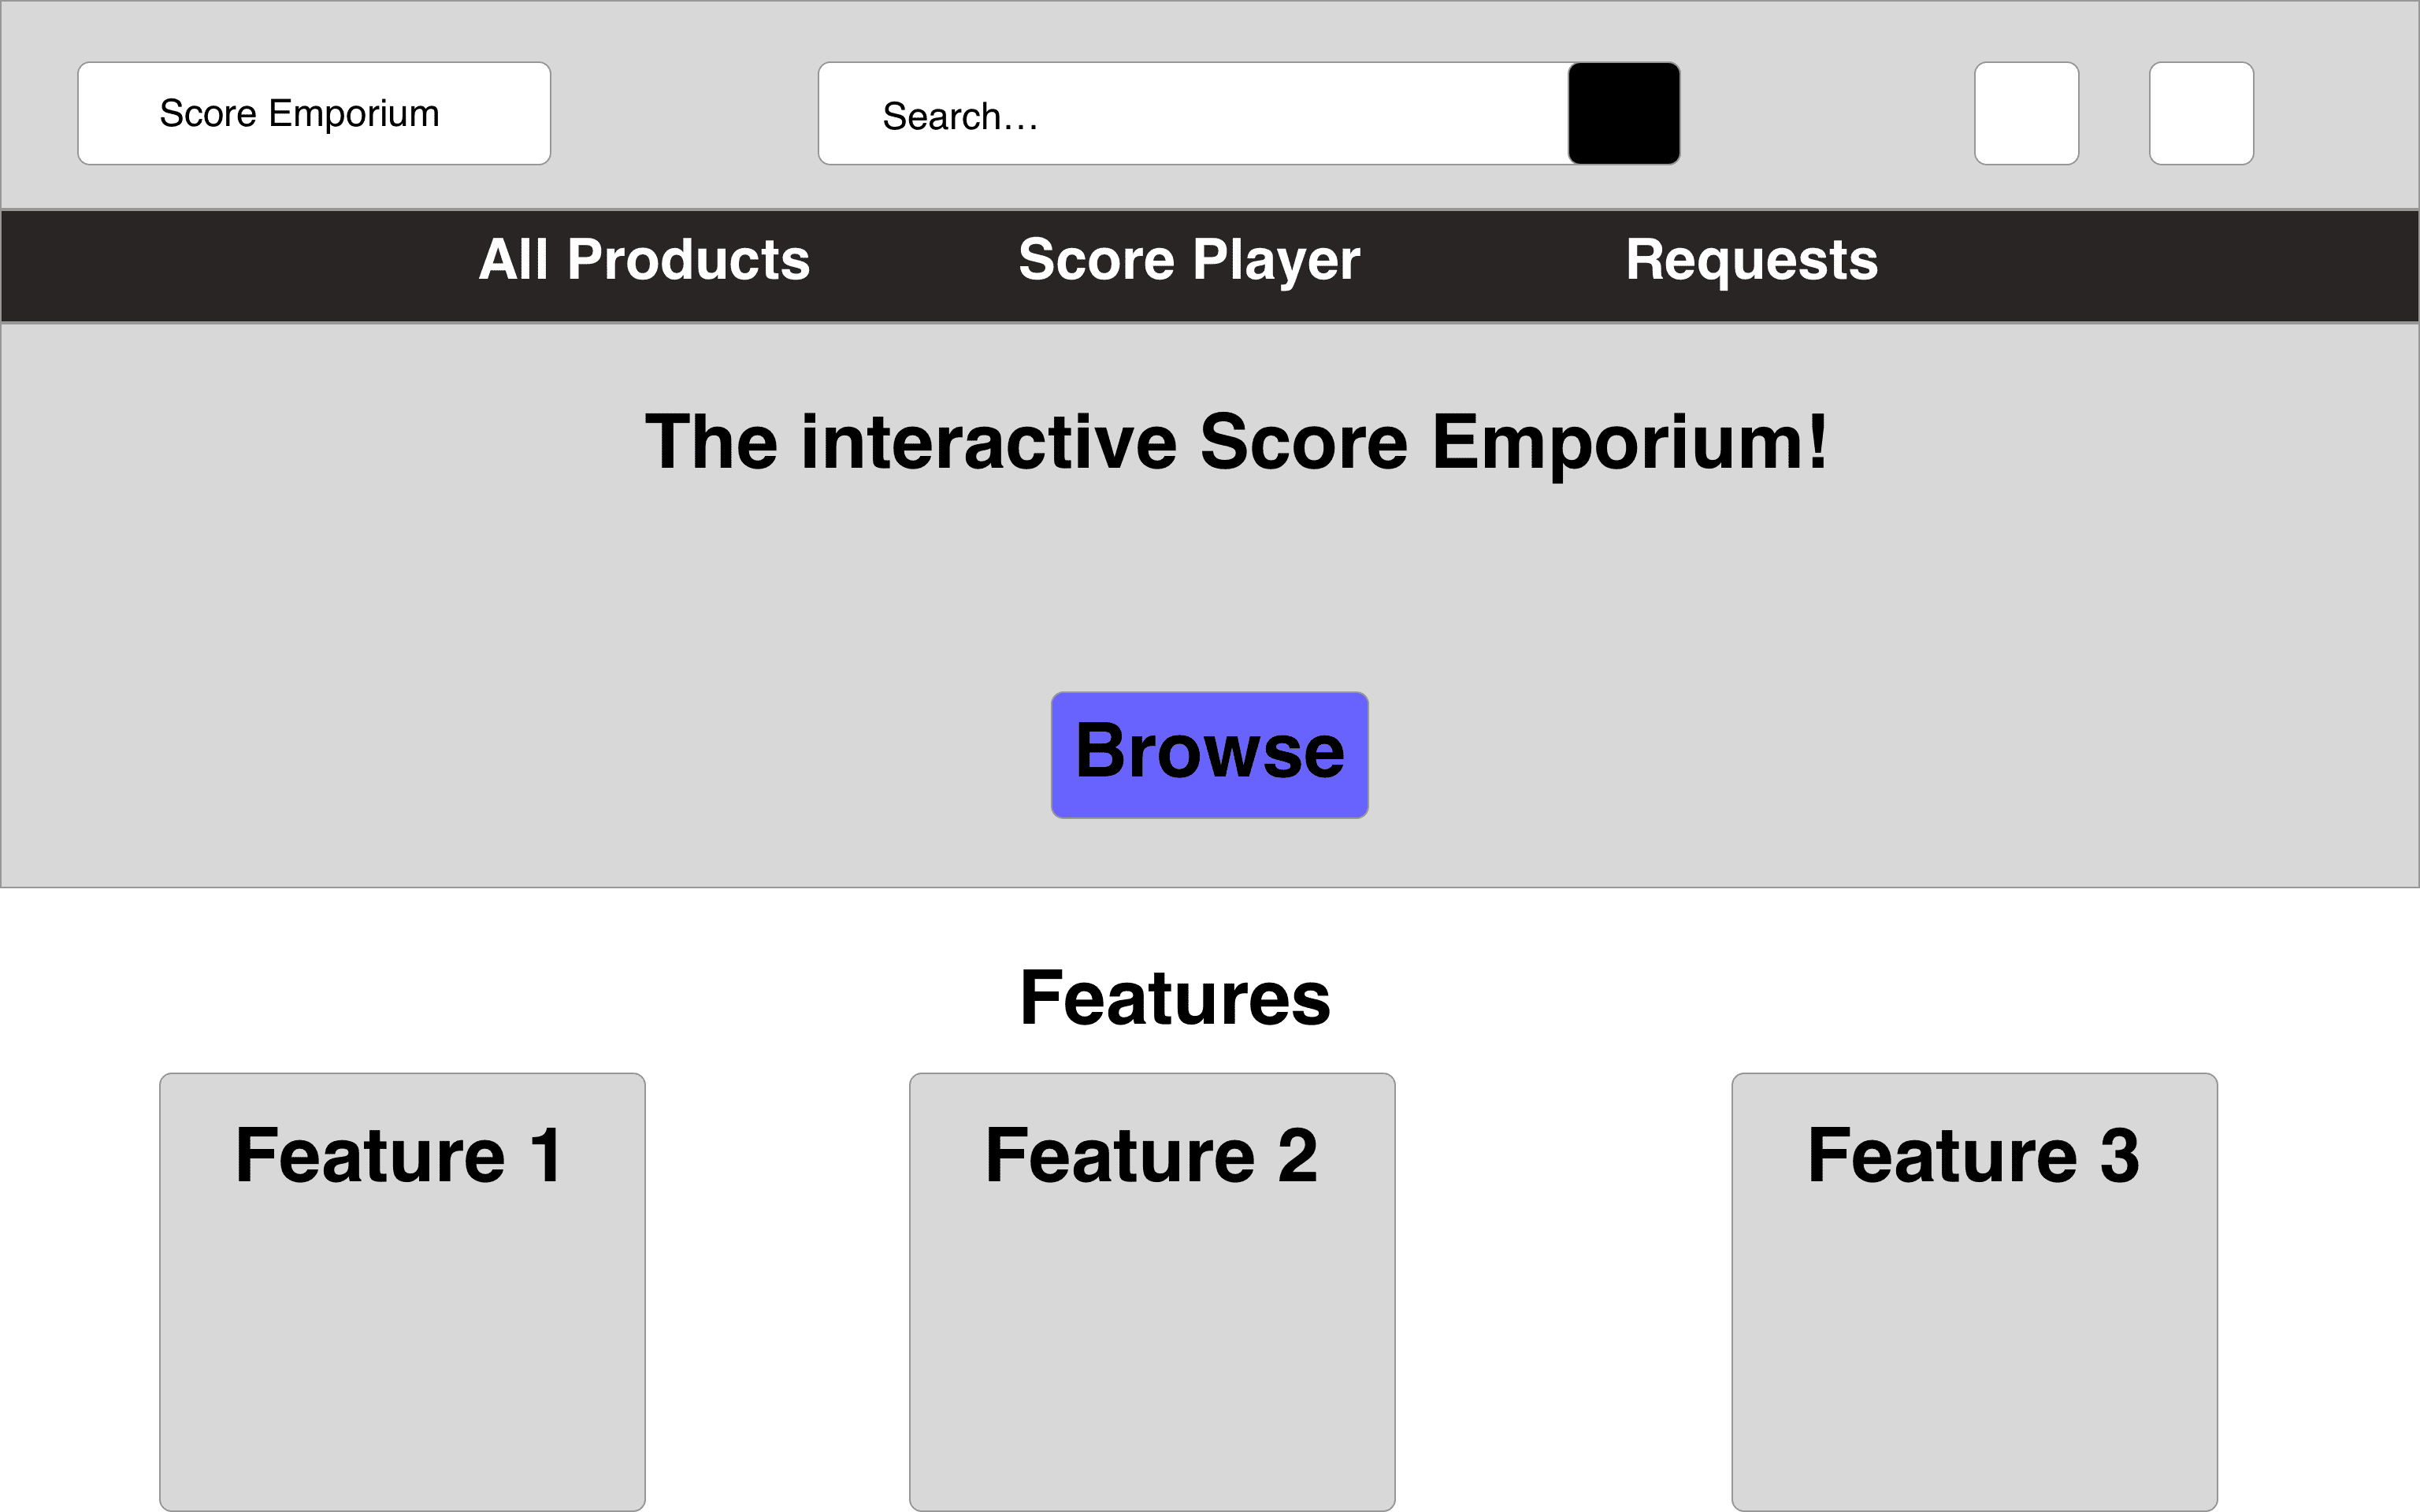 Score Emporium
Search...
All Products
Score Player
Requests
The interactive Score Emporium!
Browse
Features
Feature 1
Feature 2
Feature 3